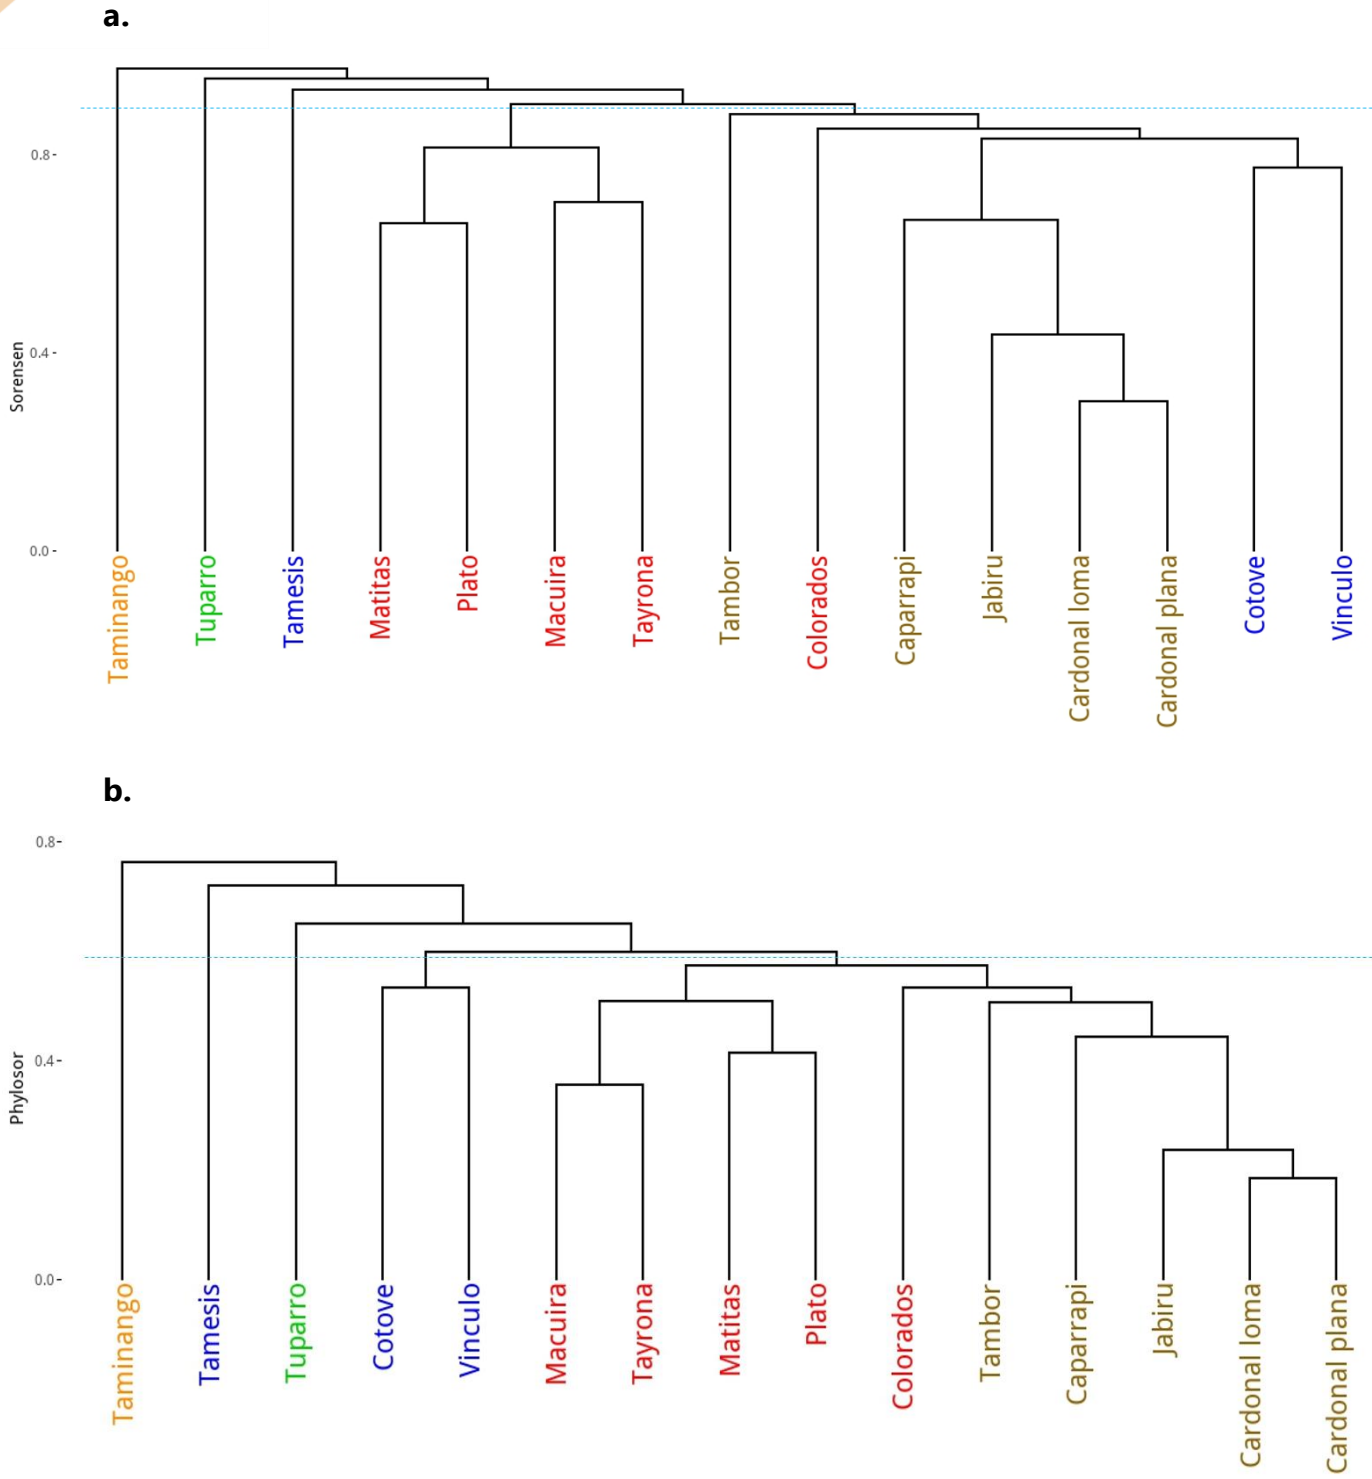 a.
0.8-
Sorensen
0.4-
0.0-
Taminango
Tuparro
Tamesis
Matitas
Plato
Macuira
Tayrona
Tambor
Colorados
Caparrapi
Jabiru
Cardonal loma
Cardonal plana
Cotove
Vinculo
b.
0.8-
Phylosor
0.4-
0.0-
Taminango
Tamesis
Tuparro
Cotove
Vinculo
Macuira
Tayrona
Matitas
Plato
Colorados
Tambor
Caparrapi
Jabiru
Cardonal loma
Cardonal plana